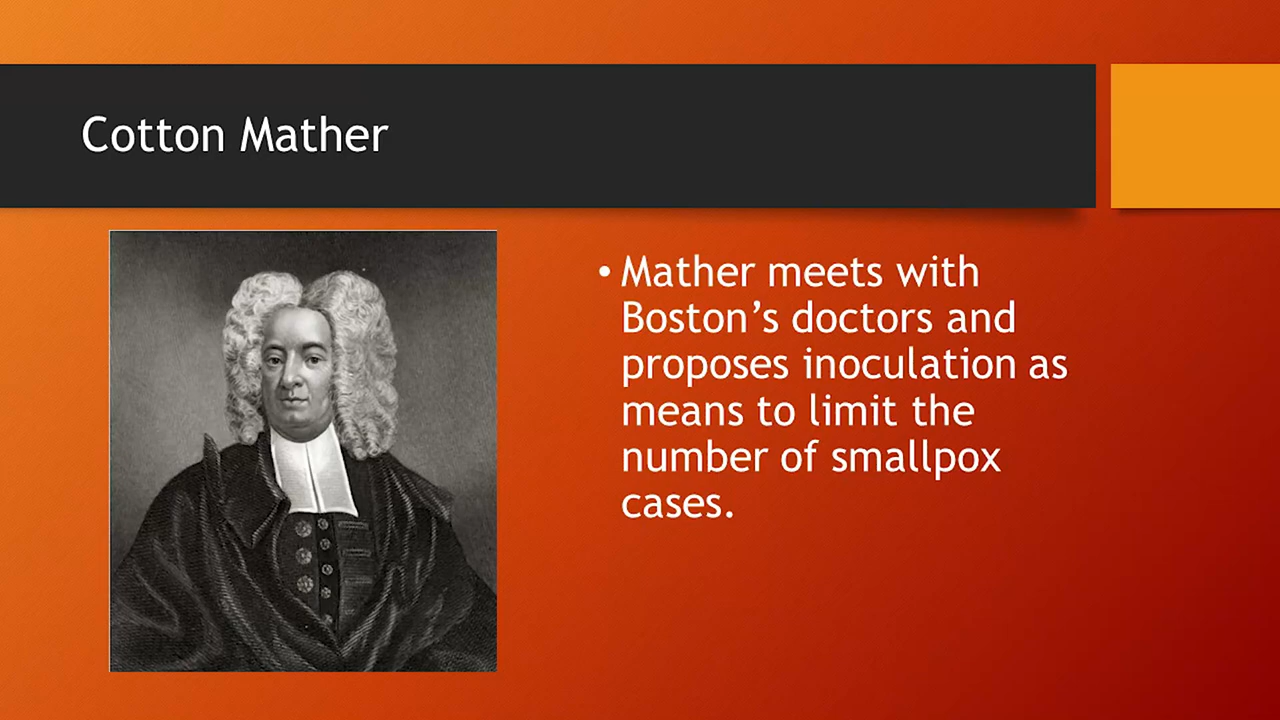 Cotton Mather
• Mather meets with
Boston’s doctors and
proposes inoculation as
means to limit the
number of smallpox
cases.